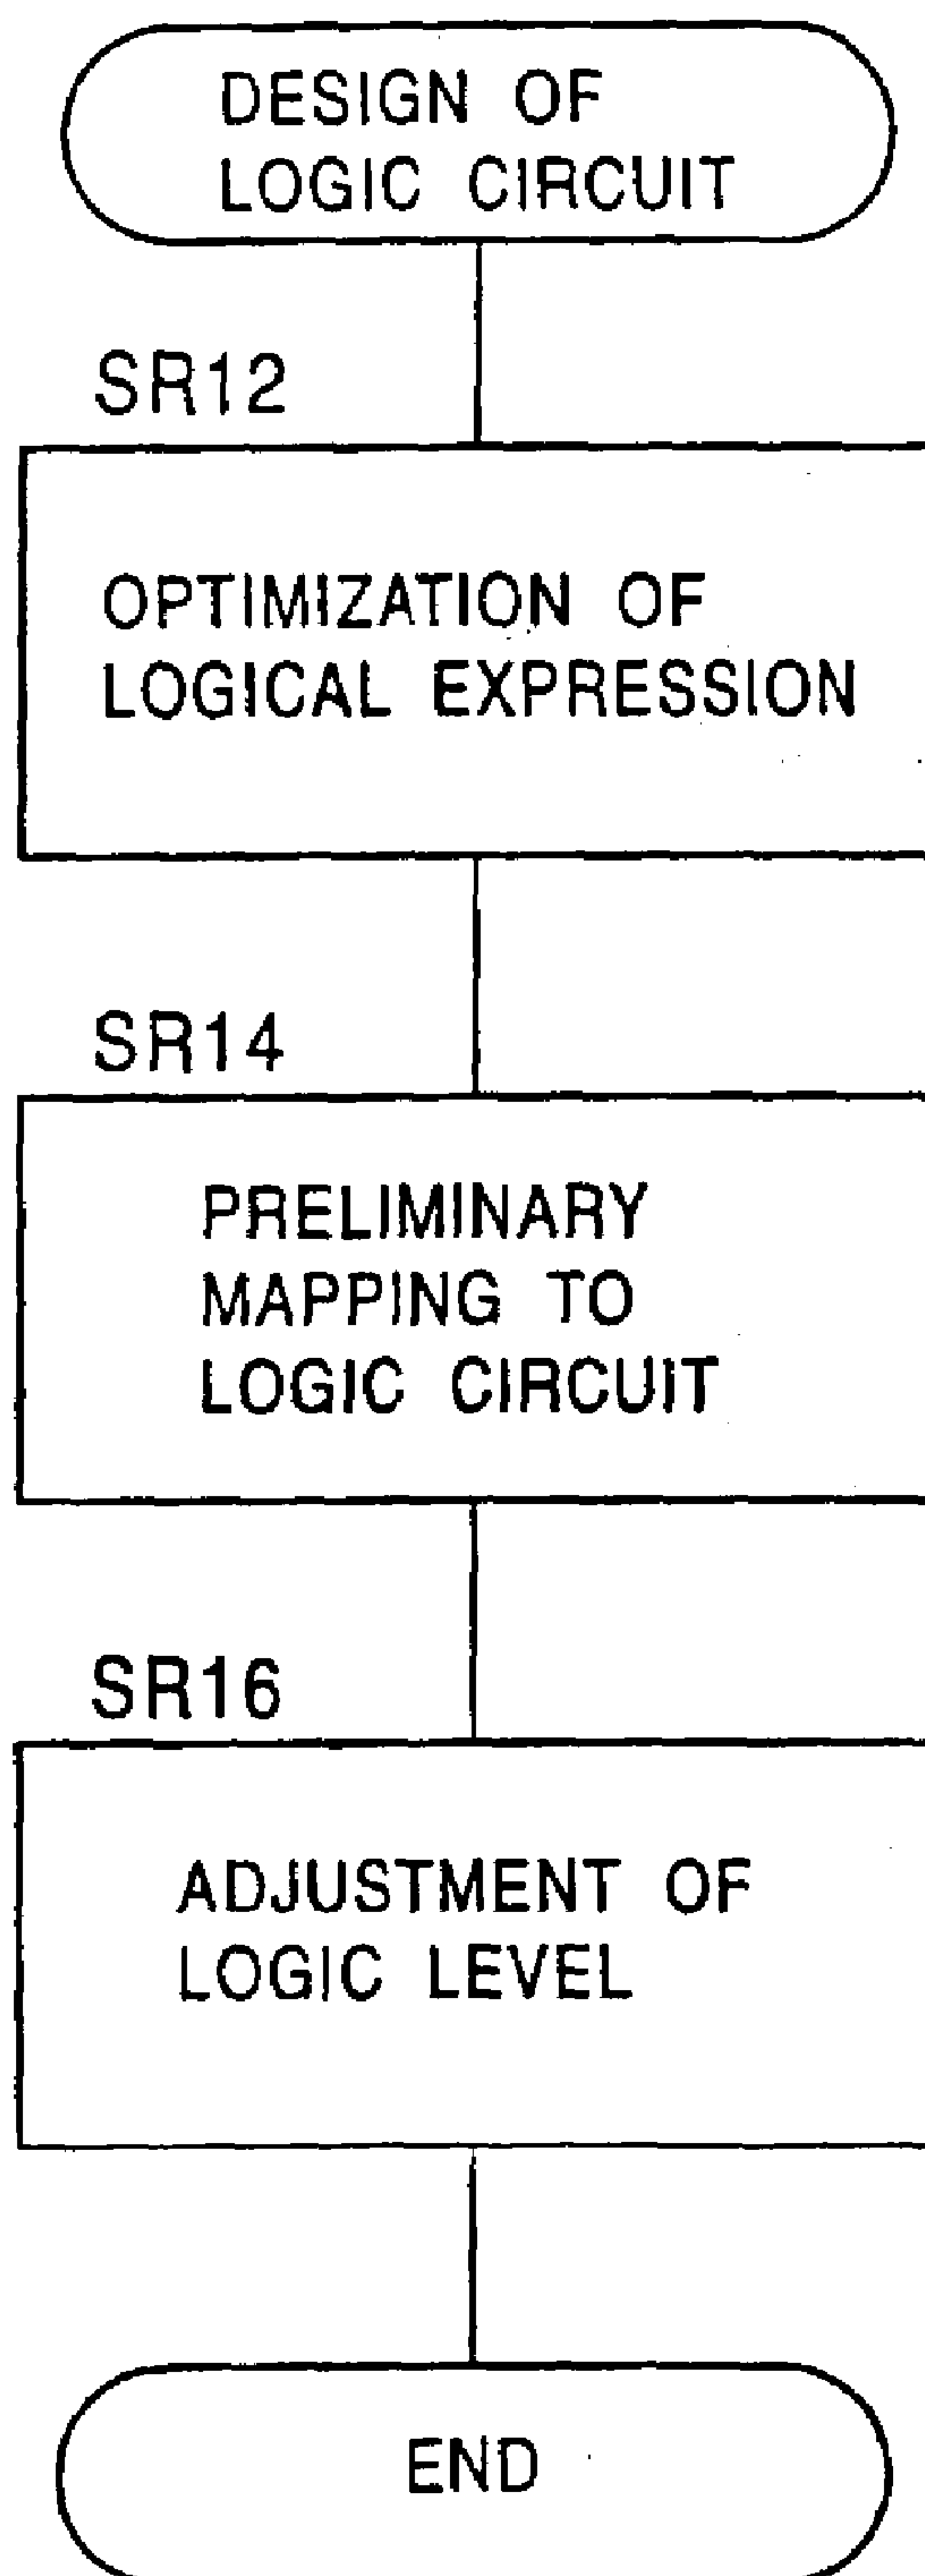 DESIGN OF
LOGIC CIRCUIT
SR12
OPTIMIZATION OF
LOGICAL EXPRESSION
SR14
PRELIMINARY
MAPPING TO
LOGIC CIRCUIT
SR16
ADJUSTMENT OF
LOGIC LEVEL
END